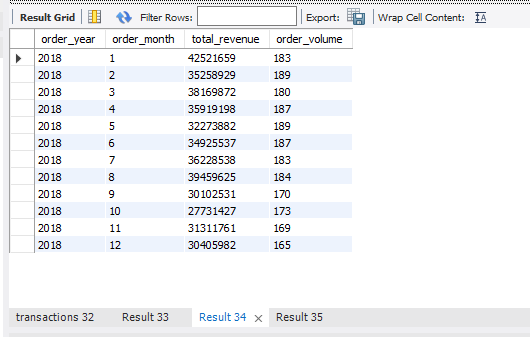 Result Grid Filter Rows: Export: Wrap Cell Content: IA
order_year order_month total_revenue order_volume
2018 1 42521659 183
2018 2 35258929 189
2018 3 38169872 180
2018 4 35919198 187
2018 5 32273882 189
2018 6 34925537 187
2018 7 36228538 183
2018 8 39459625 184
2018 9 30102531 170
2018 10 27731427 173
2018 11 31311761 169
2018 12 30405982 165
transactions 32 Result 33 Result 34 × Result 35